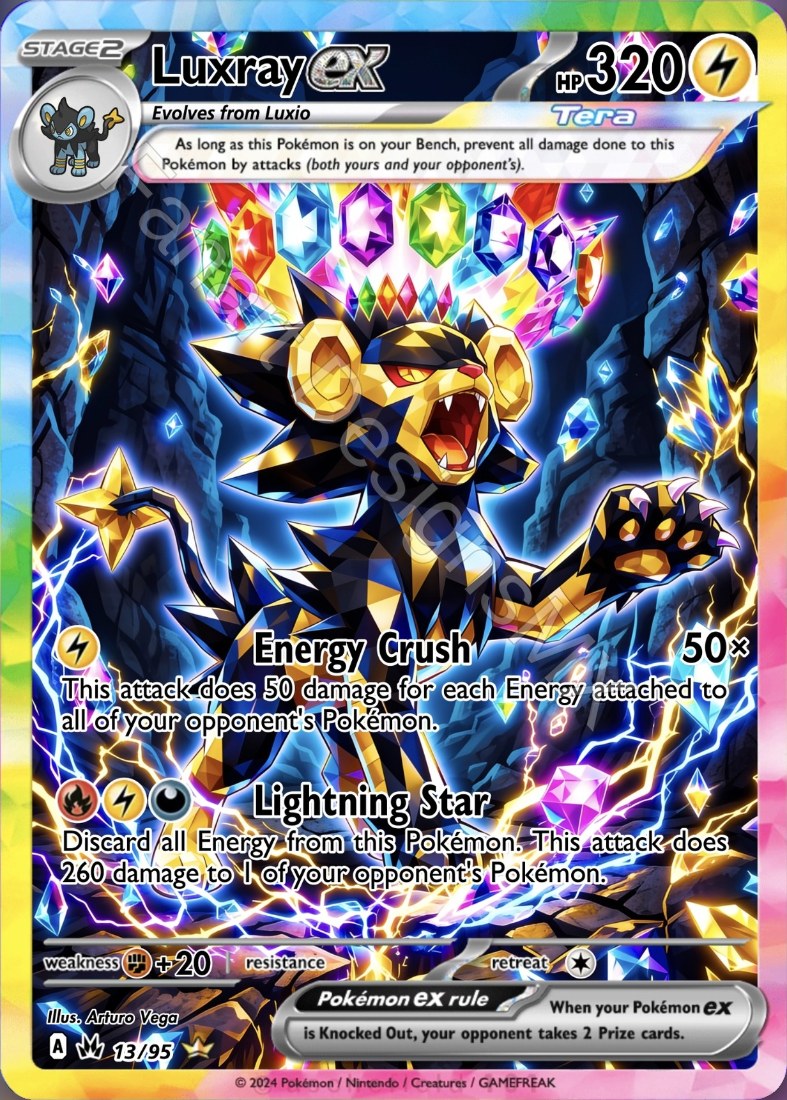 STAGE2
Luxray ex HP 320
Evolves from Luxio
Tera
As long as this Pokémon is on your Bench, prevent all damage done to this
Pokémon by attacks (both yours and your opponent's).
Energy Crush 50×
This attack does 50 damage for each Energy attached to
all of your opponent's Pokémon.
Lightning Star
Discard all Energy from this Pokémon. This attack does
260 damage to 1 of your opponent's Pokémon.
weakness +20 resistance retreat
Illus. Arturo Vega
Pokémon ex rule When your Pokémon ex
is Knocked Out, your opponent takes 2 Prize cards.
A 13/95
© 2024 Pokémon / Nintendo / Creatures / GAMEFREAK